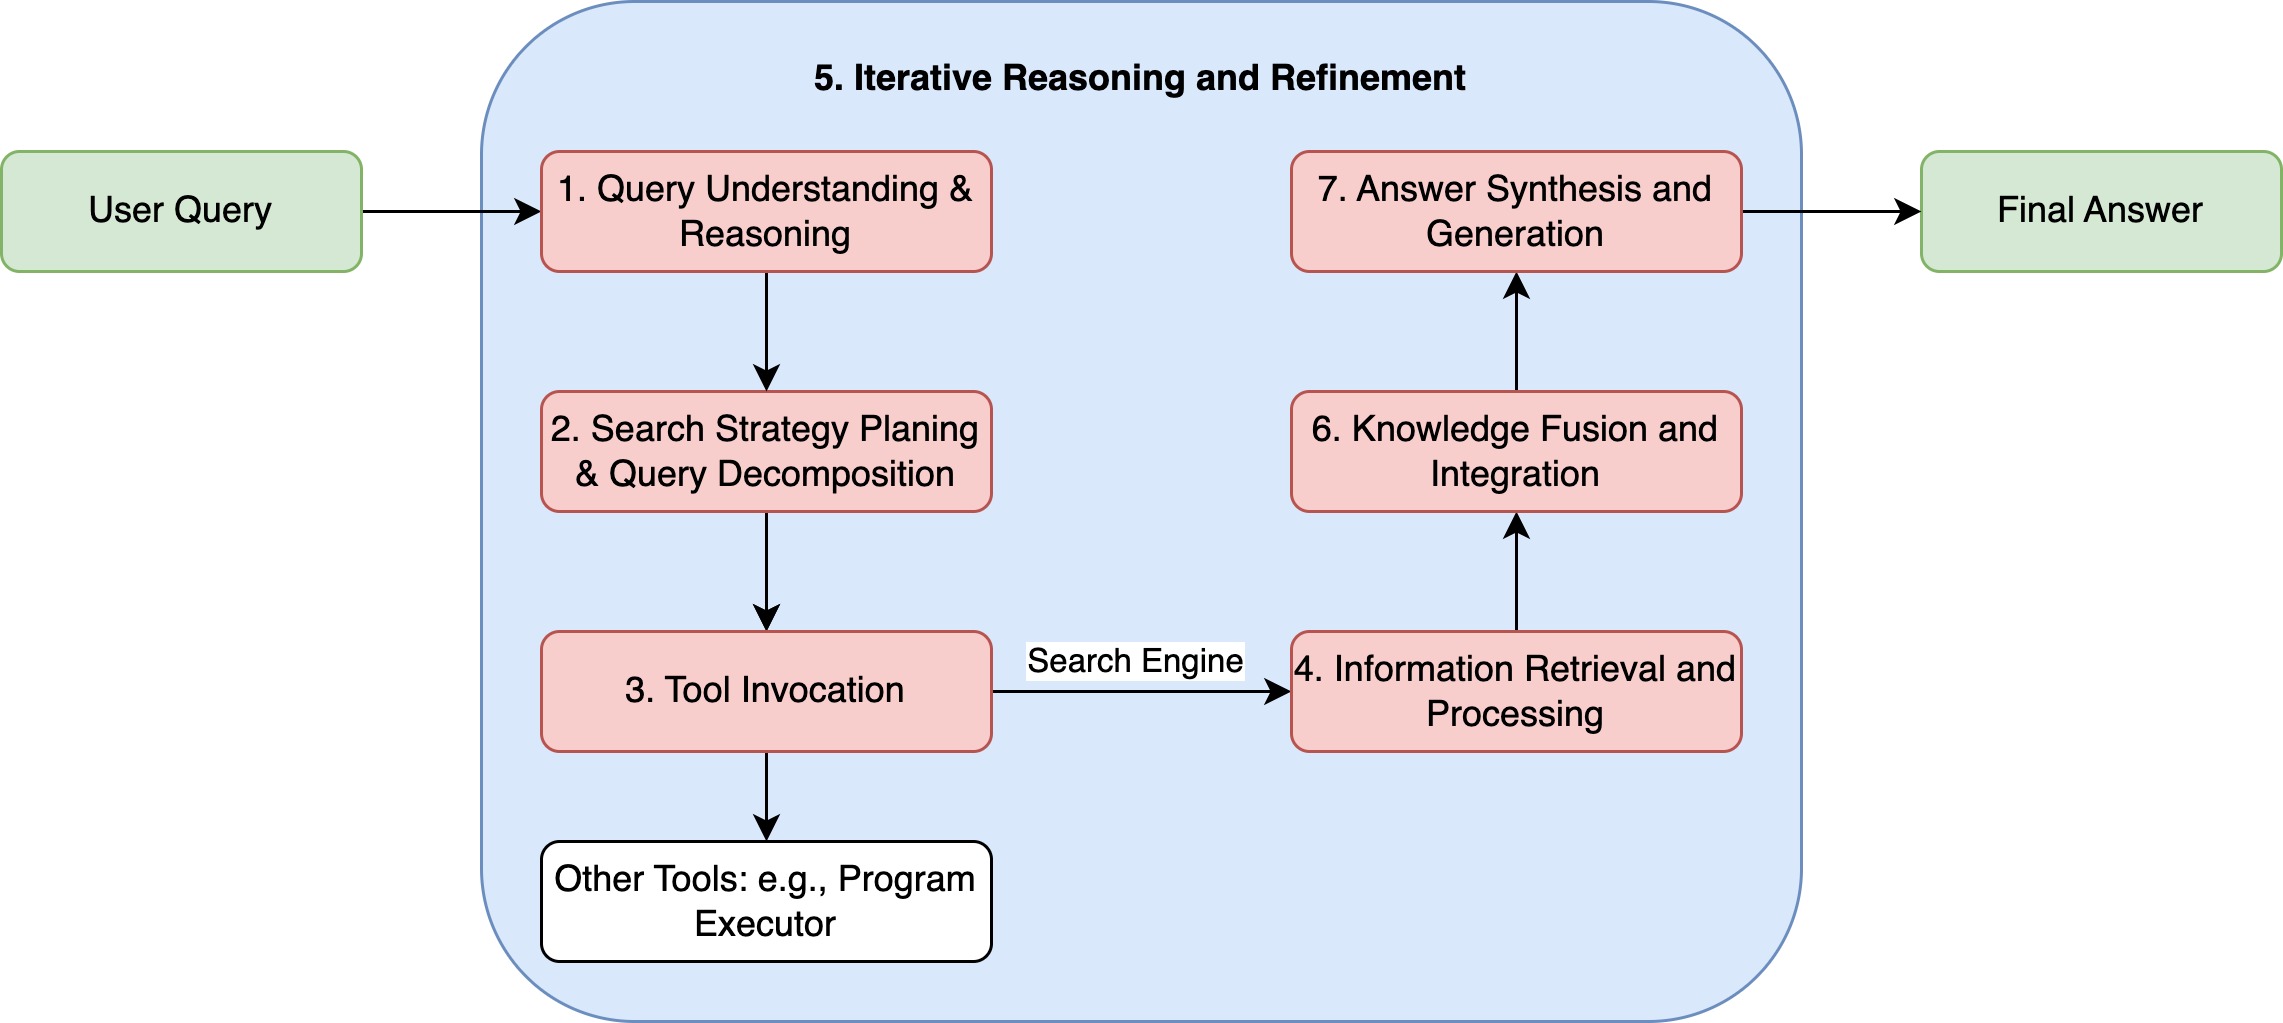 5. Iterative Reasoning and Refinement
User Query
1. Query Understanding &
Reasoning
2. Search Strategy Planing
& Query Decomposition
3. Tool Invocation
Other Tools: e.g., Program
Executor
Search Engine
4. Information Retrieval and
Processing
6. Knowledge Fusion and
Integration
7. Answer Synthesis and
Generation
Final Answer